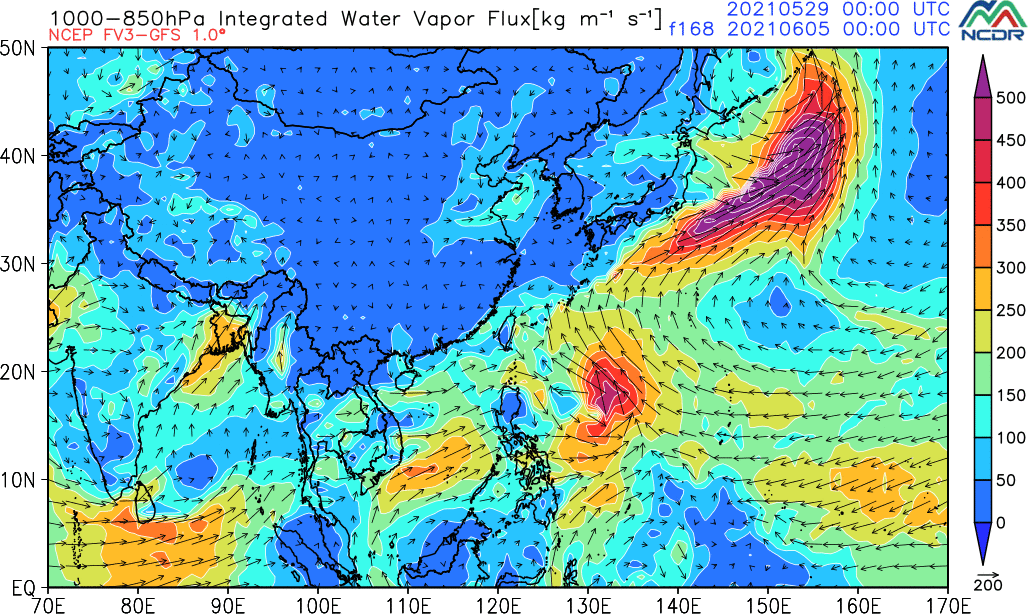 1000-850hPa Integrated Water Vapor Flux[kg m⁻¹ s⁻¹]
20210529 00:00 UTC
NCEP FV3-GFS 1.0°
f168 20210605 00:00 UTC
NCDR
50N
40N
30N
20N
10N
EQ
70E 80E 90E 100E 110E 120E 130E 140E 150E 160E 170E
500
450
400
350
300
250
200
150
100
50
0
200